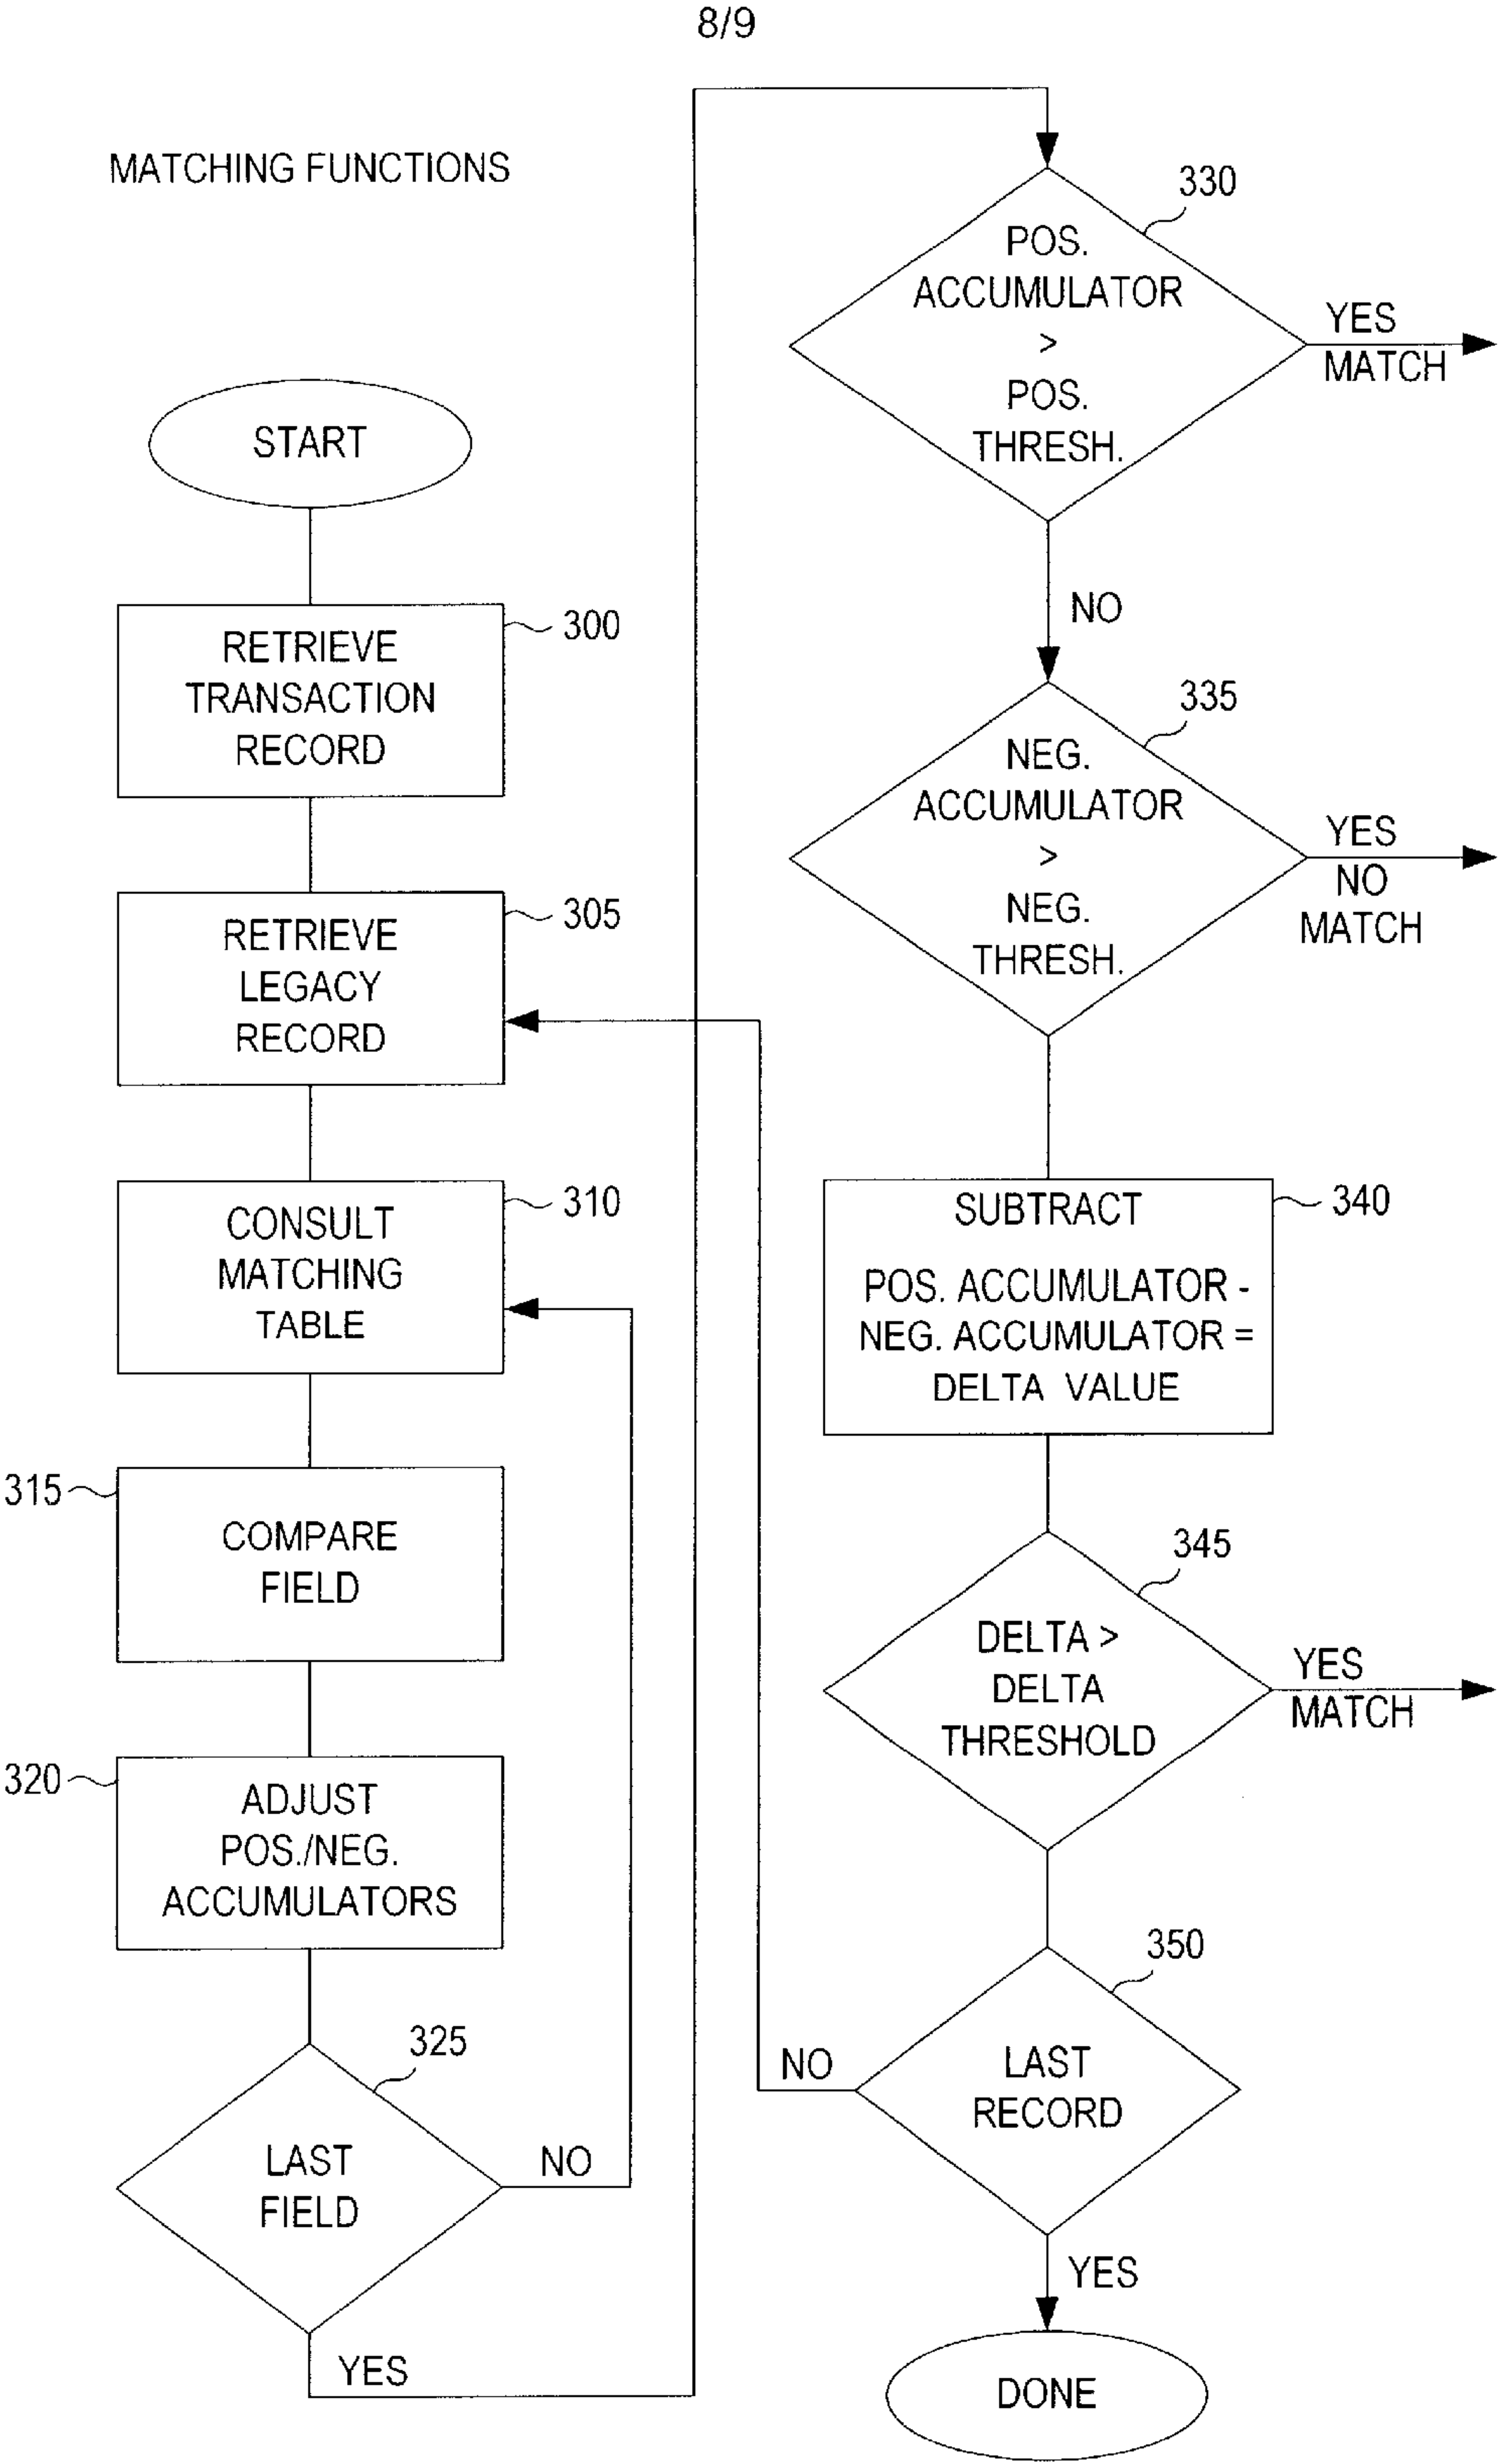 8/9
MATCHING FUNCTIONS
START
300
RETRIEVE
TRANSACTION
RECORD
305
RETRIEVE
LEGACY
RECORD
310
CONSULT
MATCHING
TABLE
315
COMPARE
FIELD
320
ADJUST
POS./NEG.
ACCUMULATORS
325
LAST
FIELD
NO
YES
330
POS.
ACCUMULATOR
>
POS.
THRESH.
YES
MATCH
NO
335
NEG.
ACCUMULATOR
>
NEG.
THRESH.
YES
NO
MATCH
340
SUBTRACT
POS. ACCUMULATOR -
NEG. ACCUMULATOR =
DELTA VALUE
345
DELTA >
DELTA
THRESHOLD
YES
MATCH
350
LAST
RECORD
NO
YES
DONE